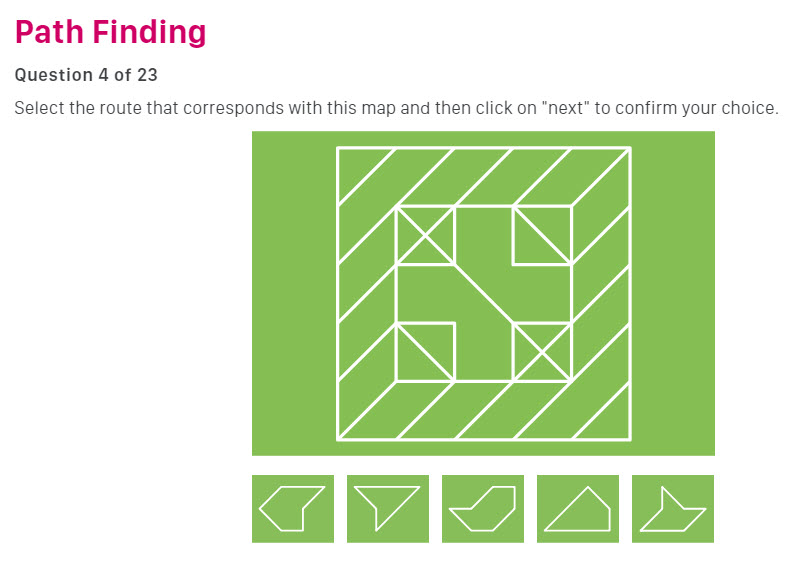 Path Finding
Question 4 of 23
Select the route that corresponds with this map and then click on "next" to confirm your choice.